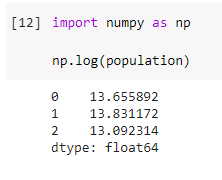 [12] import numpy as np
np.log(population)
0 13.655892
1 13.831172
2 13.092314
dtype: float64